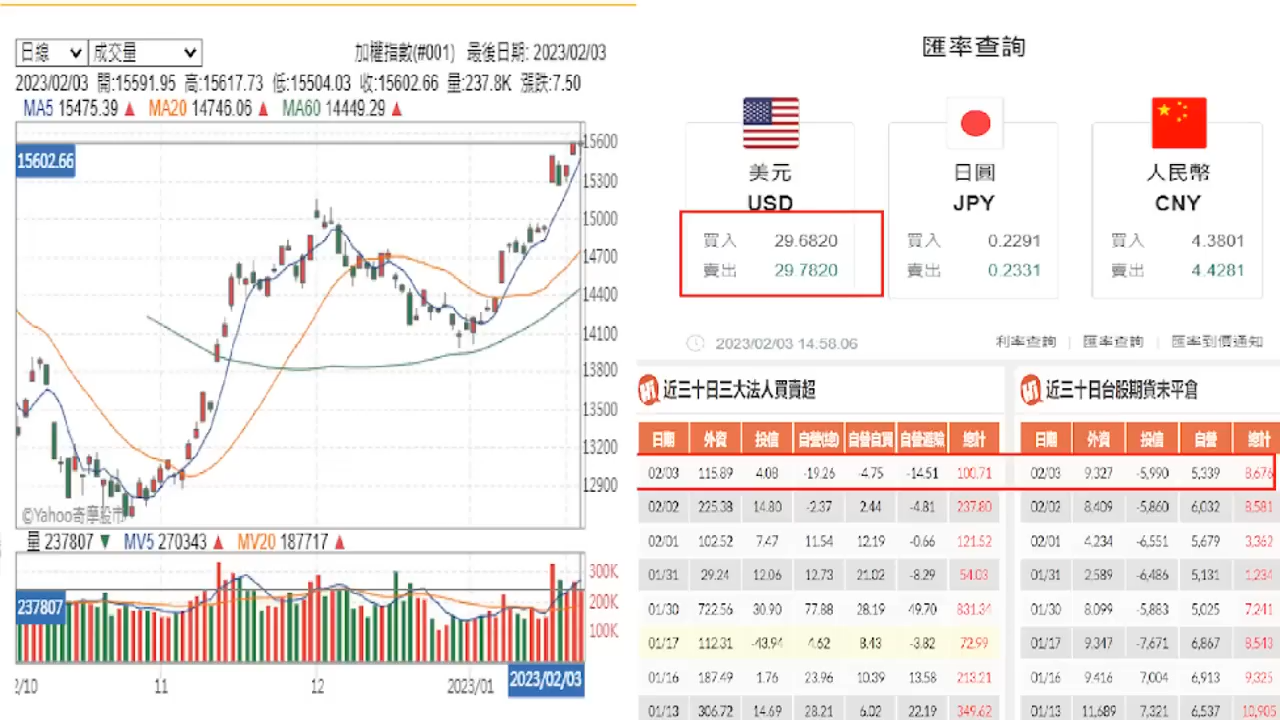 日線 成交量 加權指數(#001) 最後日期: 2023/02/03
2023/02/03 開:15591.95 高:15617.73 低:15504.03 收:15602.66 量:237.8K 漲跌:7.50
MA5 15475.39 ▲ MA20 14746.06 ▲ MA60 14449.29 ▲
15600
15602.66
15300
15000
14700
14400
14100
13800
13500
13200
12900
©Yahoo奇摩股市
量 237807 ▼ MV5 270343 ▲ MV20 187717 ▲
300K
237807
200K
100K
2/10 11 12 2023/01 2023/02/03
匯率查詢
美元 日圓 人民幣
USD JPY CNY
買入 29.6820 買入 0.2291 買入 4.3801
賣出 29.7820 賣出 0.2331 賣出 4.4281
2023/02/03 14.58.06 利率查詢 | 匯率查詢 | 匯率到價通知
Hi 近三十日三大法人買賣超
日期 外資 投信 自營(總) 自營自買 自營避險 總計
02/03 115.89 4.08 -19.26 -4.75 -14.51 100.71
02/02 225.38 14.80 -2.37 2.44 -4.81 237.80
02/01 102.52 7.47 11.54 12.19 -0.66 121.52
01/31 29.24 12.06 12.73 21.02 -8.29 54.03
01/30 722.56 30.90 77.88 28.19 49.70 831.34
01/17 112.31 -43.94 4.62 8.43 -3.82 72.99
01/16 187.49 1.76 23.96 10.39 13.58 213.21
01/13 306.72 14.69 28.21 6.02 22.19 349.62
Hi 近三十日台股期貨未平倉
日期 外資 投信 自營 總計
02/03 9,327 -5,990 5,339 8,676
02/02 8,409 -5,860 6,032 8,581
02/01 4,234 -6,551 5,679 3,362
01/31 2,589 -6,486 5,131 1,234
01/30 8,099 -5,883 5,025 7,241
01/17 9,347 -7,671 6,867 8,543
01/16 9,416 7,004 6,913 9,325
01/13 11,689 7,321 6,537 10,905